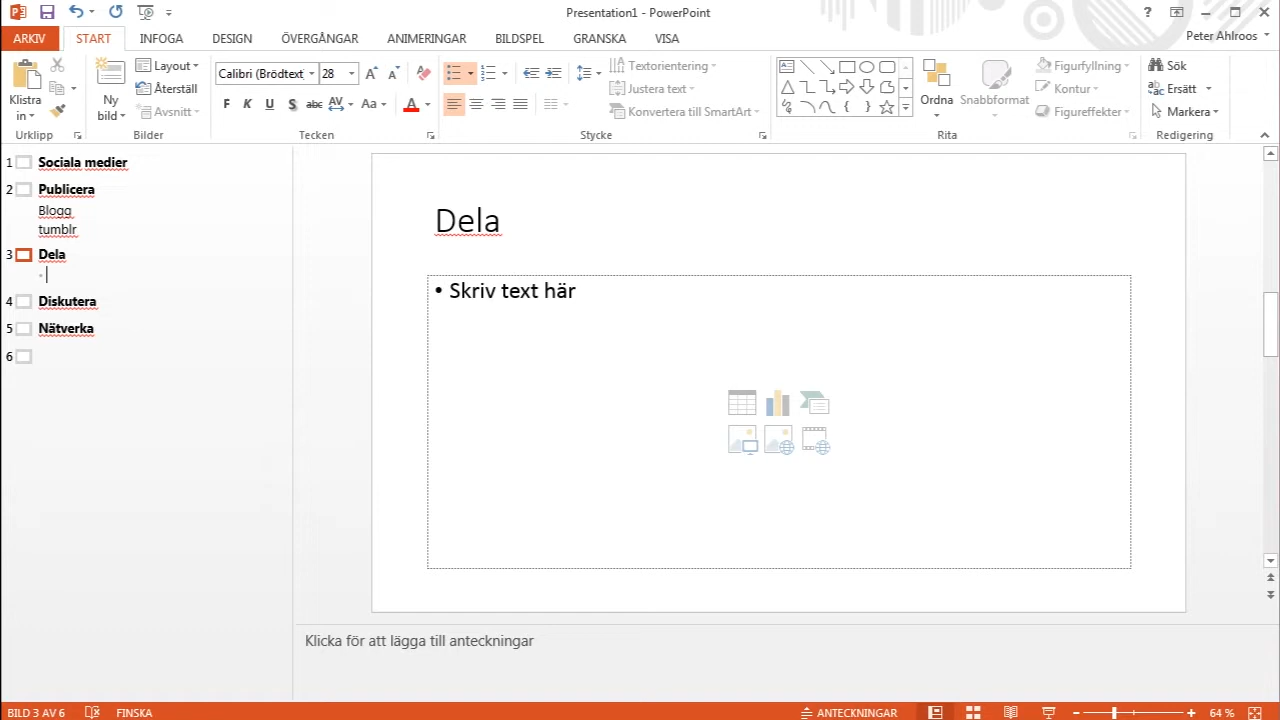 Presentation1 - PowerPoint
Peter Ahlroos
ARKIV START INFOGA DESIGN ÖVERGÅNGAR ANIMERINGAR BILDSPEL GRANSKA VISA
Klistra in
Urklipp
Ny bild
Layout
Återställ
Avsnitt
Bilder
Calibri (Brödtext 28
F K U S abc AV Aa A
Tecken
Textorientering
Justera text
Konvertera till SmartArt
Stycke
Ordna
Snabbformat
Figurfyllning
Kontur
Figureffekter
Rita
Sök
Ersätt
Markera
Redigering
1 Sociala medier
2 Publicera
Blogg
tumblr
3 Dela
4 Diskutera
5 Nätverka
6
Dela
• Skriv text här
Klicka för att lägga till anteckningar
BILD 3 AV 6 FINSKA ANTECKNINGAR 64 %